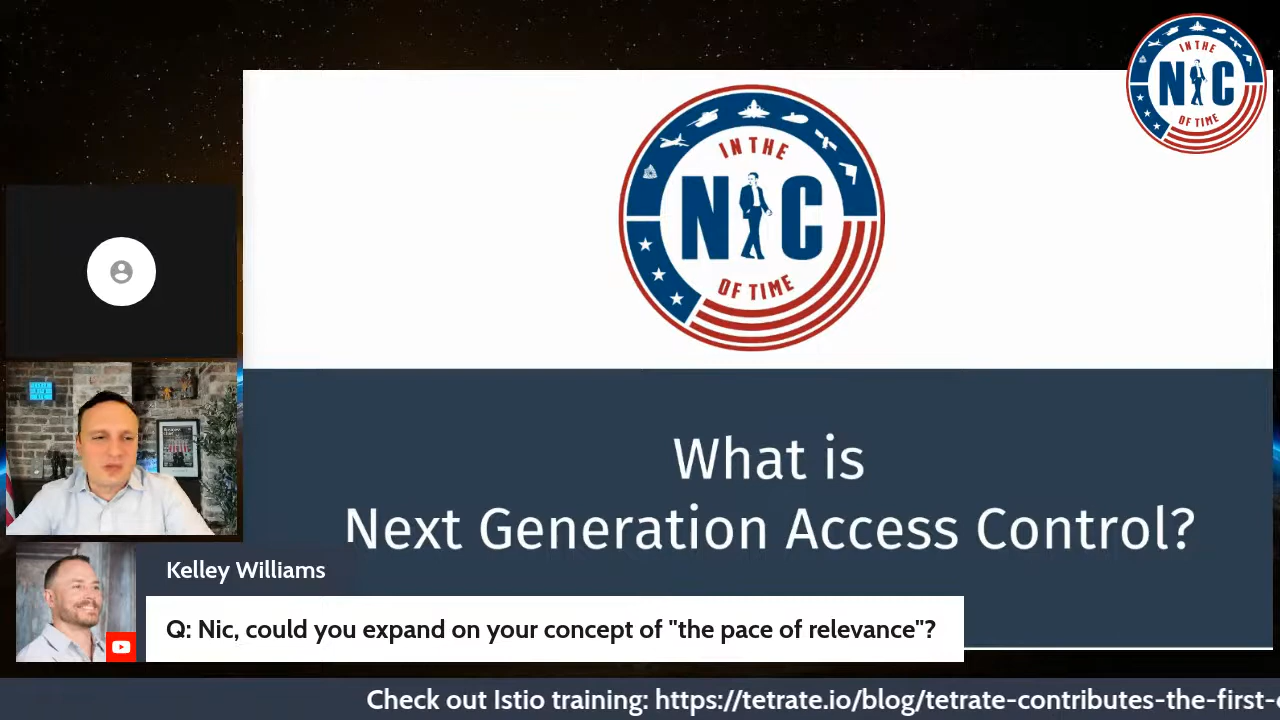 IN THE
NIC
OF TIME
IN THE
NIC
OF TIME
What is
Next Generation Access Control?
Kelley Williams
Q: Nic, could you expand on your concept of "the pace of relevance"?
Check out Istio training: https://tetrate.io/blog/tetrate-contributes-the-first-